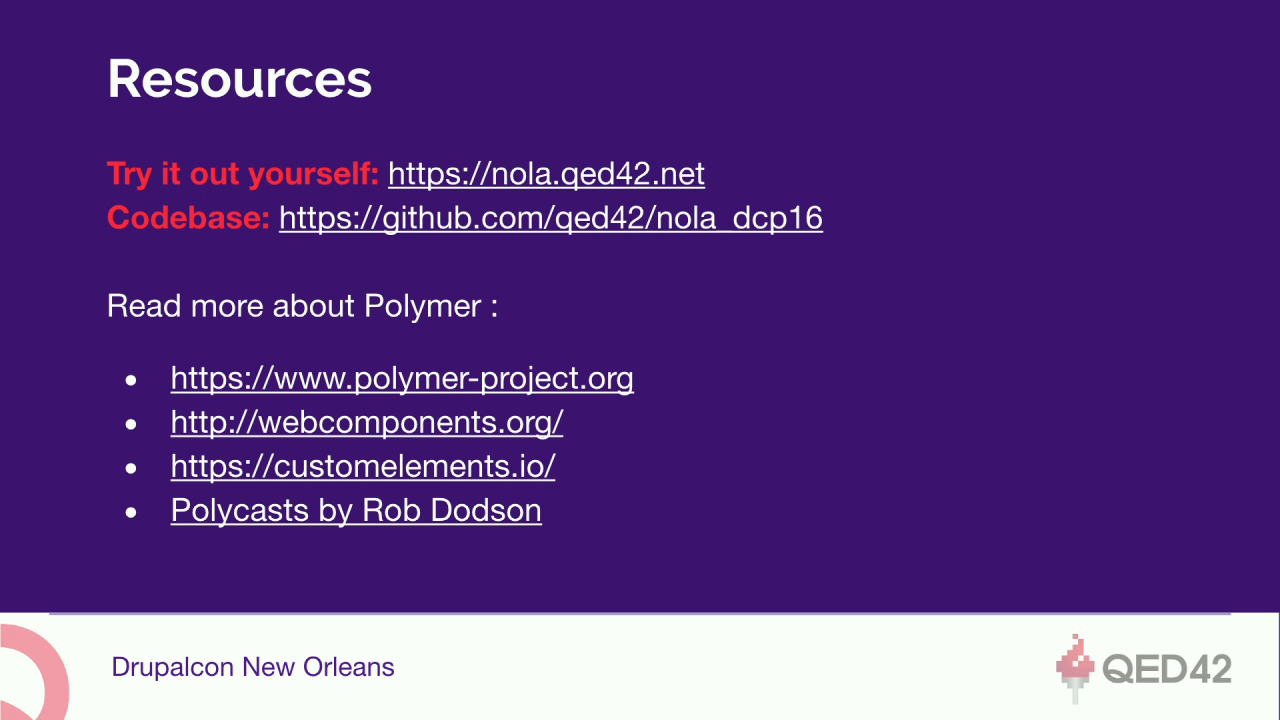 Resources
Try it out yourself: https://nola.qed42.net
Codebase: https://github.com/qed42/nola_dcp16
Read more about Polymer :
• https://www.polymer-project.org
• http://webcomponents.org/
• https://customelements.io/
• Polycasts by Rob Dodson
Drupalcon New Orleans
QED42